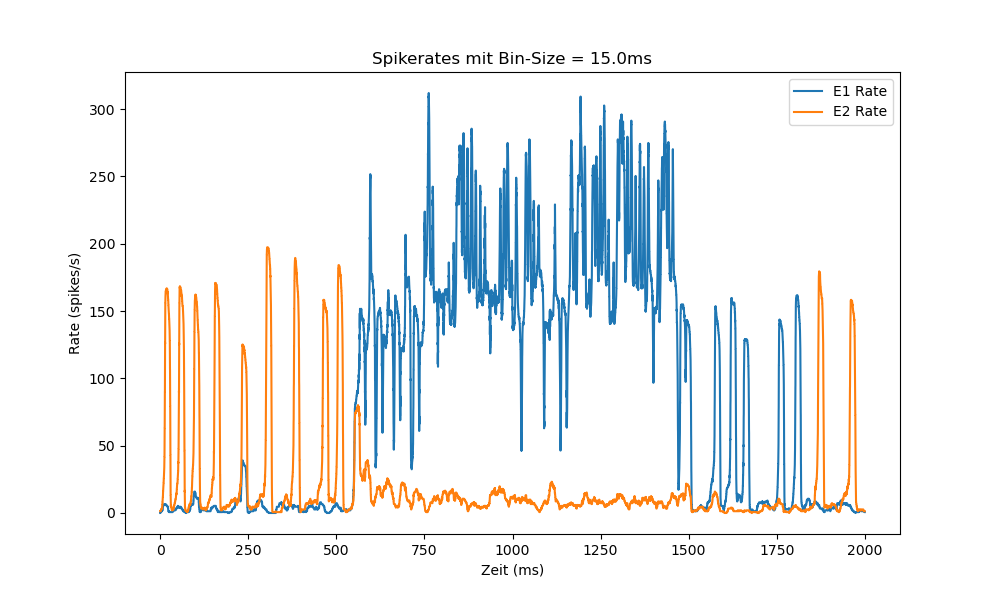 Spikerates mit Bin-Size = 15.0ms
E1 Rate
E2 Rate
300
250
200
150
100
50
0
Rate (spikes/s)
0 250 500 750 1000 1250 1500 1750 2000
Zeit (ms)